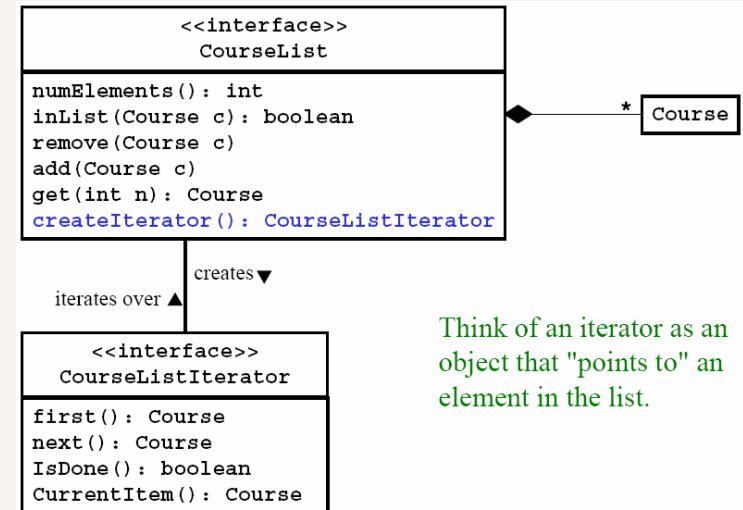 <<interface>>
CourseList
numElements(): int
inList(Course c): boolean
remove(Course c)
add(Course c)
get(int n): Course
createIterator(): CourseListIterator
*
Course
creates▼
iterates over ▲
<<interface>>
CourseListIterator
first(): Course
next(): Course
IsDone(): boolean
CurrentItem(): Course
Think of an iterator as an
object that "points to" an
element in the list.